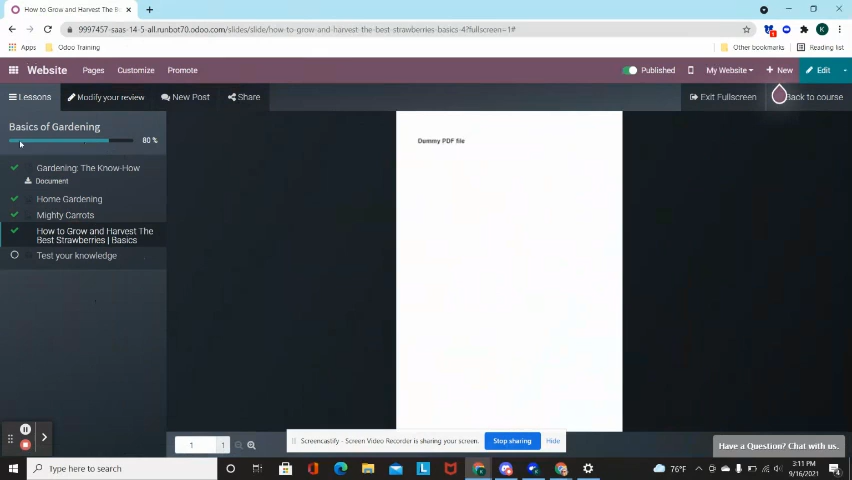 How to Grow and Harvest The Be
9997457-saas-14-5-all.runbot70.odoo.com/slides/slide/how-to-grow-and-harvest-the-best-strawberries-basics-4?fullscreen=1#
K
Apps
Odoo Training
Other bookmarks
Reading list
Website
Pages
Customize
Promote
Published
My Website
+ New
Edit
Lessons
Modify your review
New Post
Share
Exit Fullscreen
Back to course
Basics of Gardening
80 %
Gardening: The Know-How
Document
Home Gardening
Mighty Carrots
How to Grow and Harvest The
Best Strawberries | Basics
Test your knowledge
Dummy PDF file
1
1
Screencastify - Screen Video Recorder is sharing your screen.
Stop sharing
Hide
Have a Question? Chat with us.
Type here to search
76°F
3:11 PM
9/16/2021
4